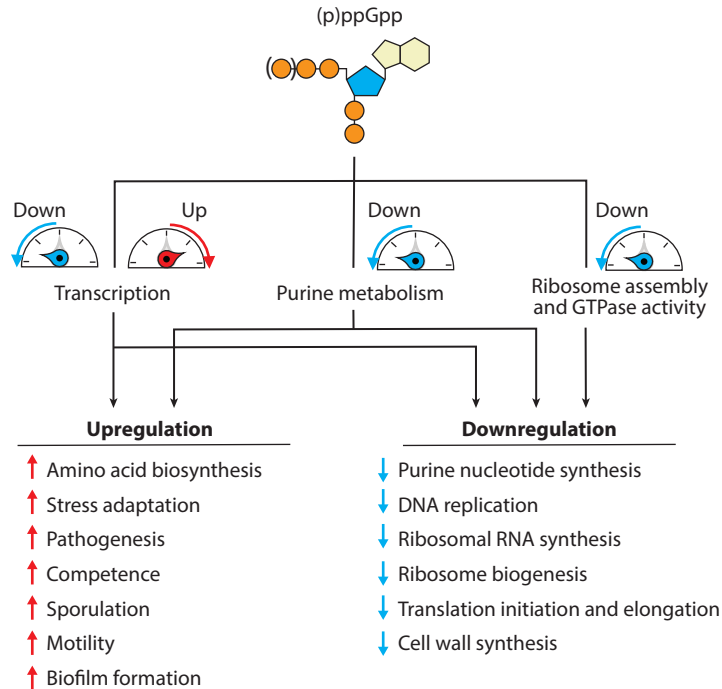 (p)ppGpp
Down
Up
Down
Down
Transcription
Purine metabolism
Ribosome assembly
and GTPase activity
Upregulation
Amino acid biosynthesis
Stress adaptation
Pathogenesis
Competence
Sporulation
Motility
Biofilm formation
Downregulation
Purine nucleotide synthesis
DNA replication
Ribosomal RNA synthesis
Ribosome biogenesis
Translation initiation and elongation
Cell wall synthesis